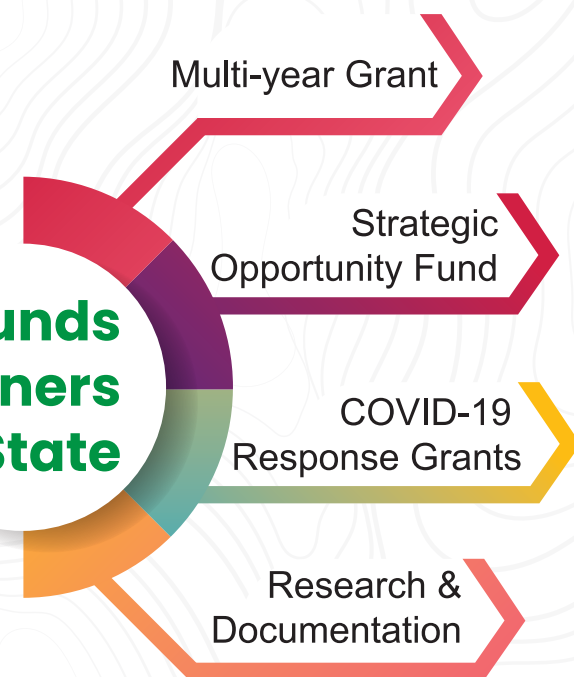 Multi-year Grant
Strategic
Opportunity Fund
unds
ners
State
COVID-19
Response Grants
Research &
Documentation